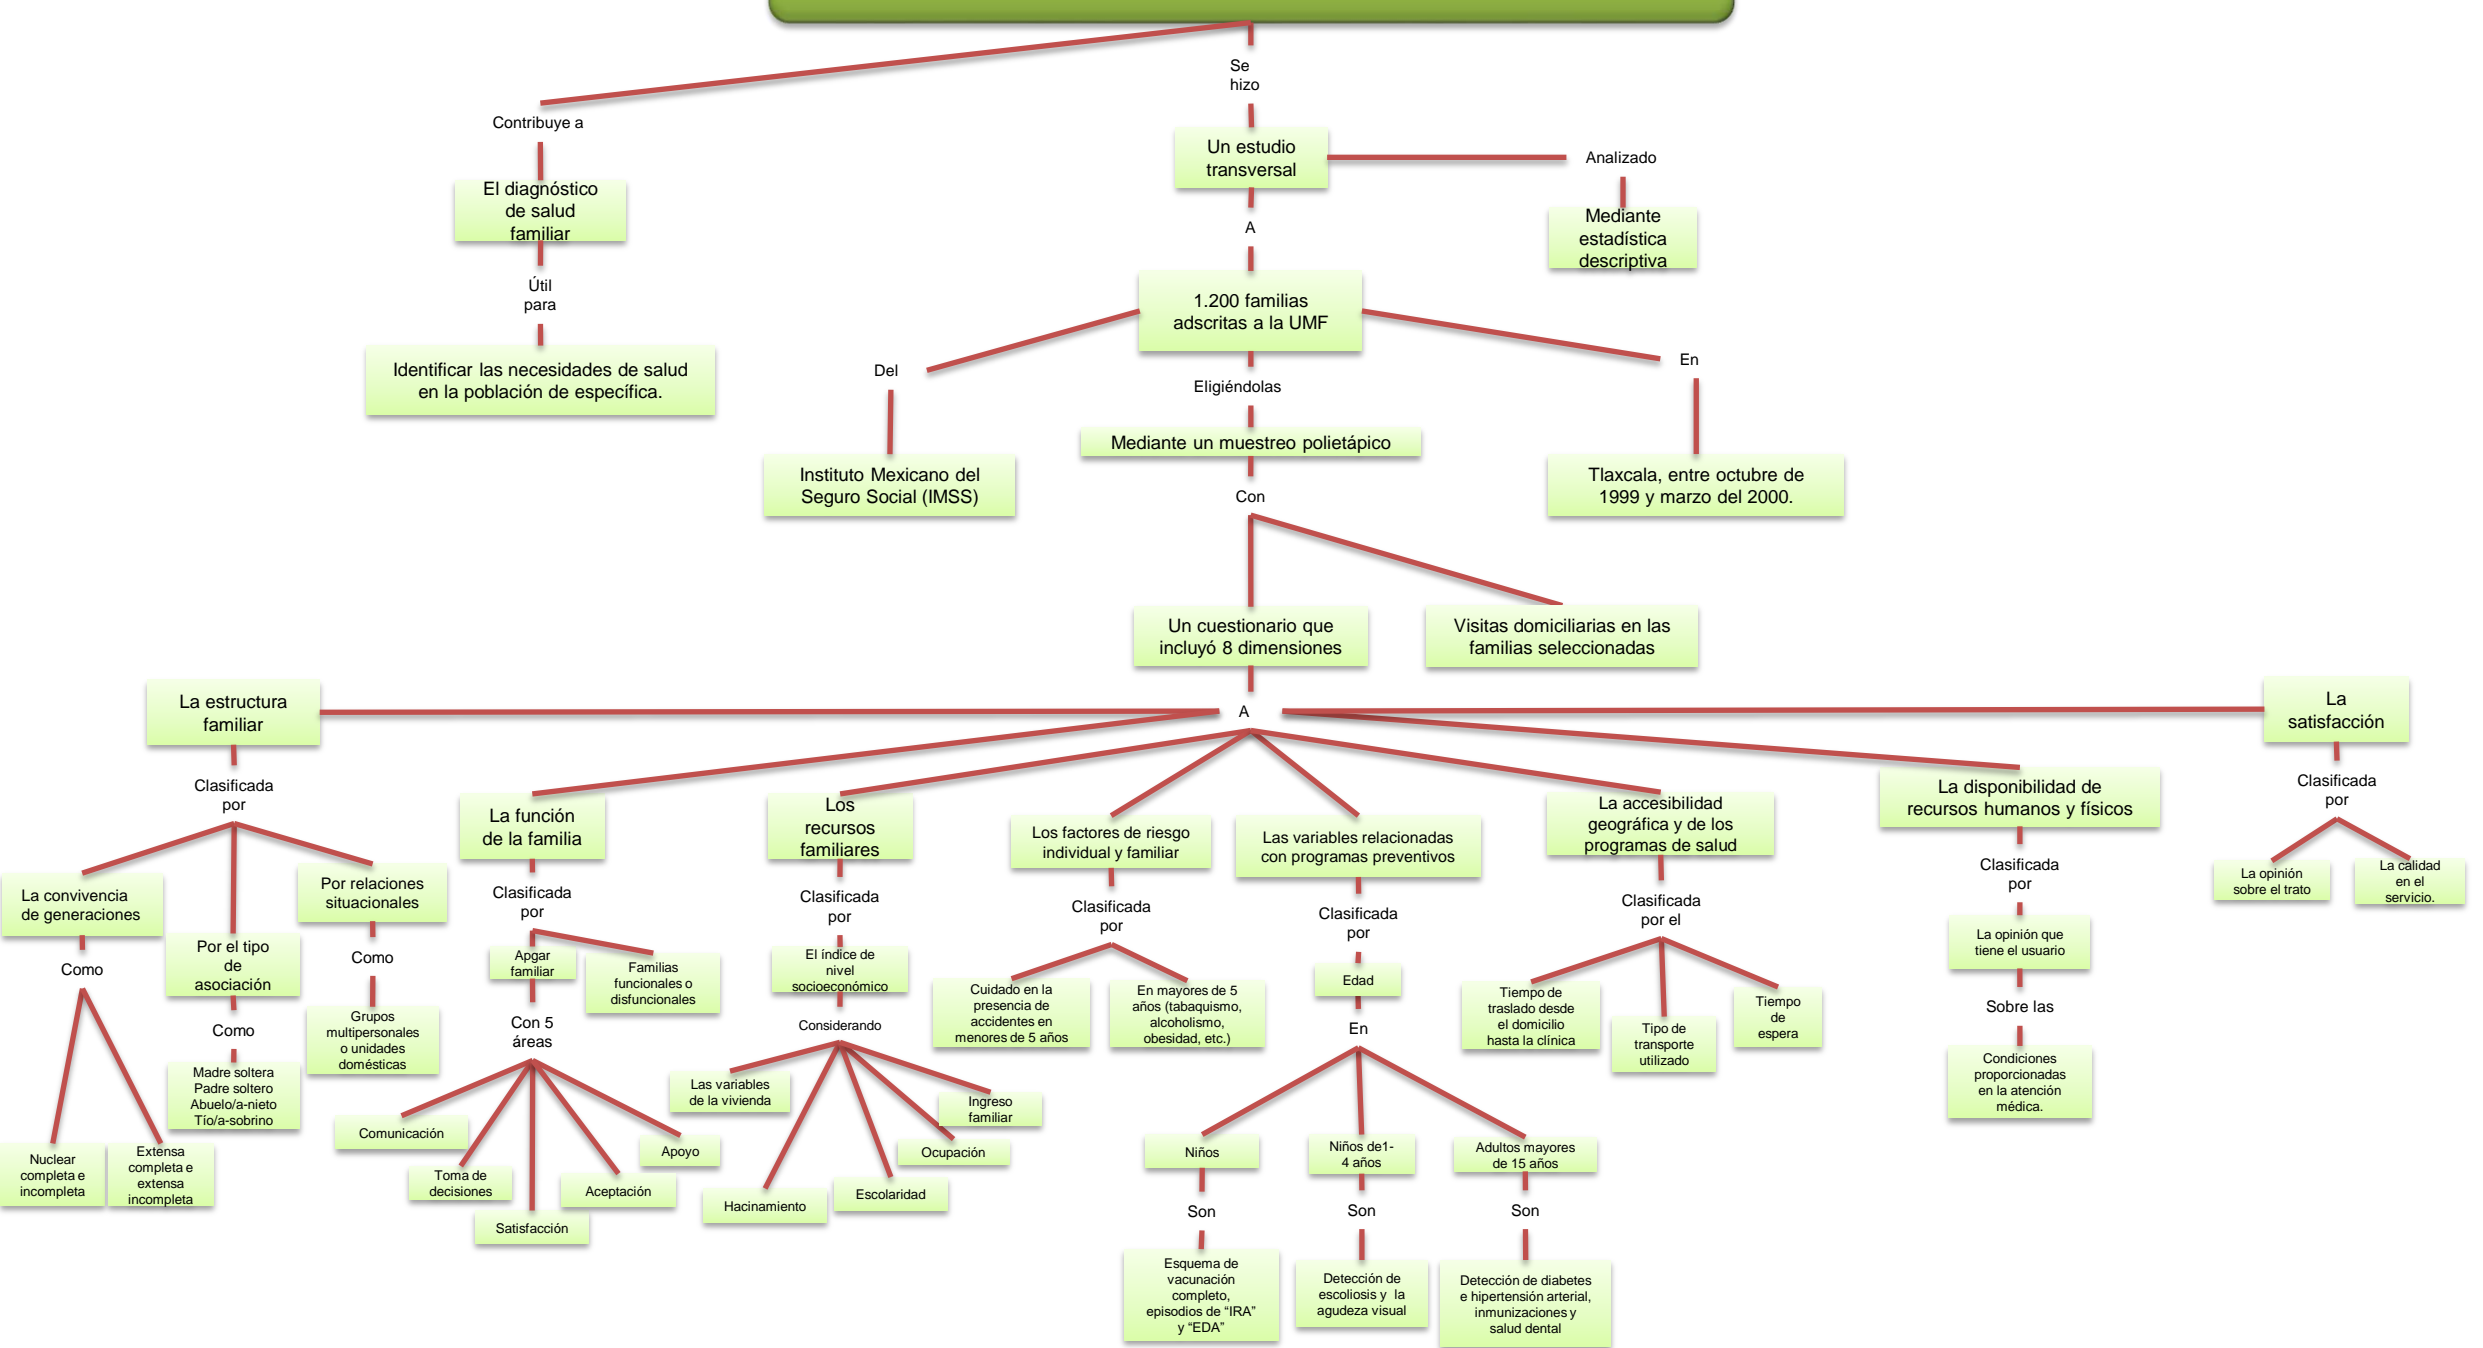 Se
hizo
Contribuye a
Un estudio
transversal
Analizado
El diagnóstico
de salud
familiar
A
Mediante
estadística
descriptiva
Útil
para
1.200 familias
adscritas a la UMF
Identificar las necesidades de salud
en la población de específica.
Del
Eligiéndolas
En
Mediante un muestreo polietápico
Instituto Mexicano del
Seguro Social (IMSS)
Con
Tlaxcala, entre octubre de
1999 y marzo del 2000.
Un cuestionario que
incluyó 8 dimensiones
Visitas domiciliarias en las
familias seleccionadas
A
La estructura
familiar
Clasificada
por
La convivencia
de generaciones
Como
Nuclear
completa e
incompleta
Extensa
completa e
extensa
incompleta
Por el tipo
de
asociación
Como
Madre soltera
Padre soltero
Abuelo/a-nieto
Tío/a-sobrino
Por relaciones
situacionales
Como
Grupos
multipersonales
o unidades
domésticas
La función
de la familia
Clasificada
por
Apgar
familiar
Familias
funcionales o
disfuncionales
Con 5
áreas
Comunicación
Toma de
decisiones
Satisfacción
Aceptación
Apoyo
Los
recursos
familiares
Clasificada
por
El índice de
nivel
socioeconómico
Considerando
Las variables
de la vivienda
Hacinamiento
Escolaridad
Ocupación
Ingreso
familiar
Los factores de riesgo
individual y familiar
Clasificada
por
Cuidado en la
presencia de
accidentes en
menores de 5 años
En mayores de 5
años (tabaquismo,
alcoholismo,
obesidad, etc.)
Las variables relacionadas
con programas preventivos
Clasificada
por
Edad
En
Niños
Son
Esquema de
vacunación
completo,
episodios de “IRA”
y “EDA”
Niños de1-
4 años
Son
Detección de
escoliosis y  la
agudeza visual
Adultos mayores
de 15 años
Son
Detección de diabetes
e hipertensión arterial,
inmunizaciones y
salud dental
La accesibilidad
geográfica y de los
programas de salud
Clasificada
por el
Tiempo de
traslado desde
el domicilio
hasta la clínica
Tipo de
transporte
utilizado
Tiempo
de
espera
La disponibilidad de
recursos humanos y físicos
Clasificada
por
La opinión que
tiene el usuario
Sobre las
Condiciones
proporcionadas
en la atención
médica.
La
satisfacción
Clasificada
por
La opinión
sobre el trato
La calidad
en el
servicio.